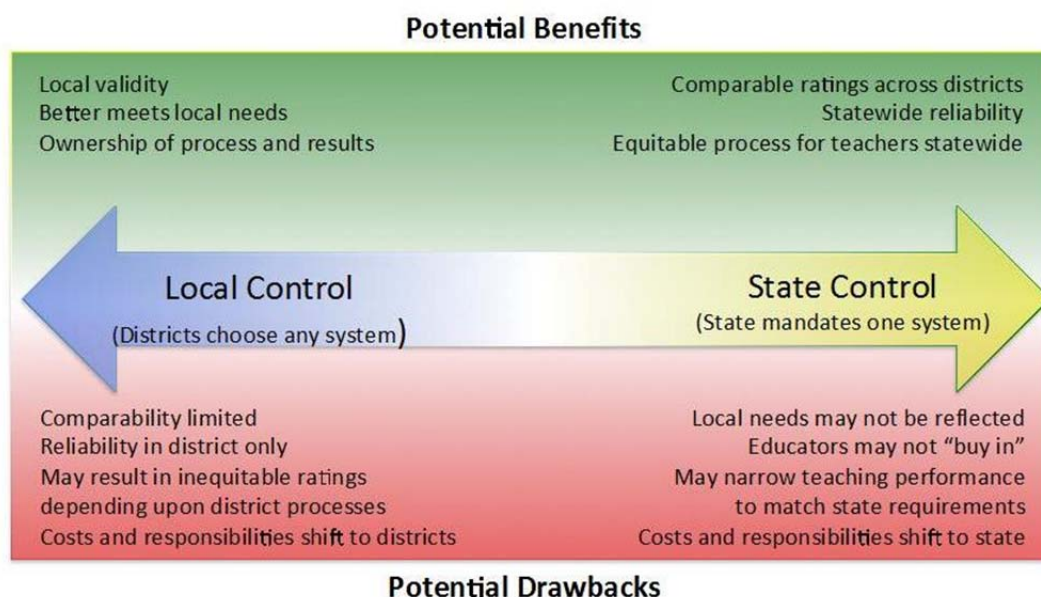 Potential Benefits
Local validity
Better meets local needs
Ownership of process and results
Comparable ratings across districts
Statewide reliability
Equitable process for teachers statewide
Local Control
(Districts choose any system)
State Control
(State mandates one system)
Comparability limited
Reliability in district only
May result in inequitable ratings
depending upon district processes
Costs and responsibilities shift to districts
Local needs may not be reflected
Educators may not “buy in”
May narrow teaching performance
to match state requirements
Costs and responsibilities shift to state
Potential Drawbacks